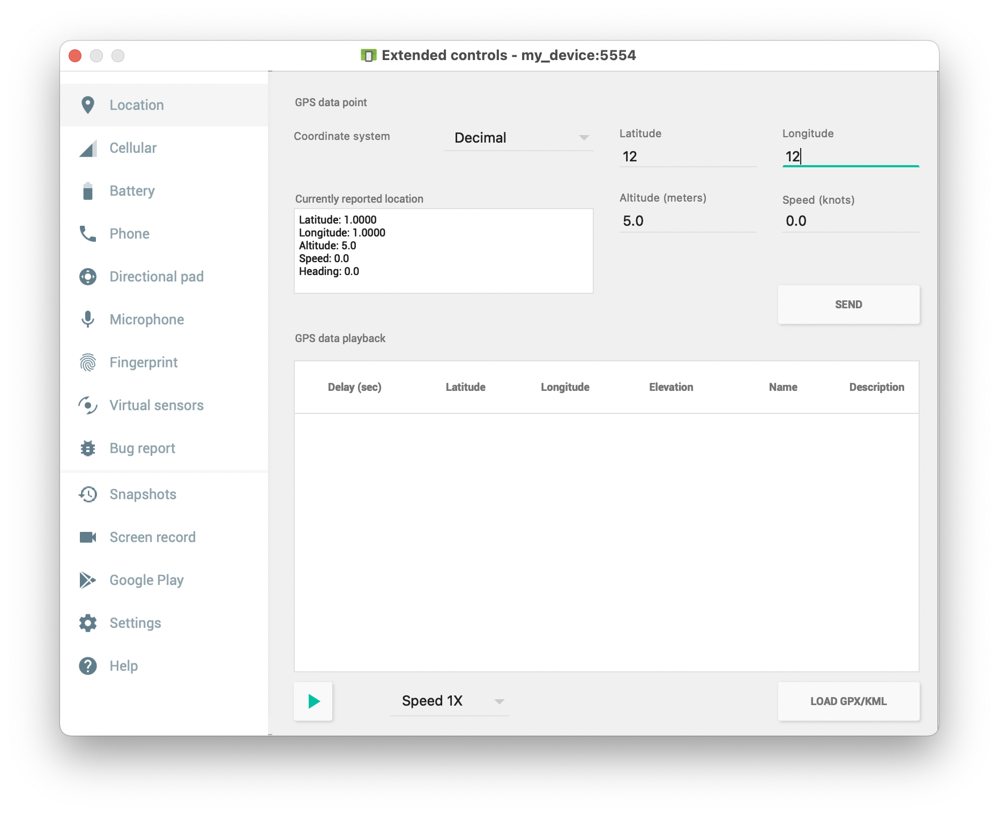 Extended controls - my_device:5554
Location
Cellular
Battery
Phone
Directional pad
Microphone
Fingerprint
Virtual sensors
Bug report
Snapshots
Screen record
Google Play
Settings
Help
GPS data point
Coordinate system
Decimal
Latitude
12
Longitude
12
Currently reported location
Latitude: 1.0000
Longitude: 1.0000
Altitude: 5.0
Speed: 0.0
Heading: 0.0
Altitude (meters)
5.0
Speed (knots)
0.0
SEND
GPS data playback
Delay (sec) Latitude Longitude Elevation Name Description
Speed 1X
LOAD GPX/KML